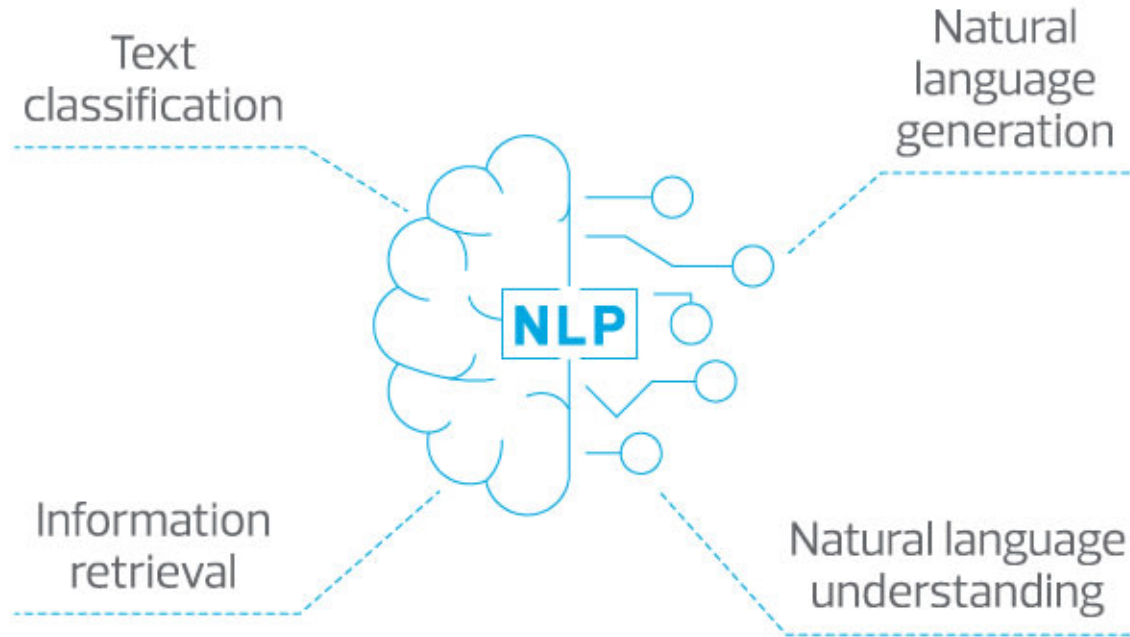 Text
classification
Natural
language
generation
NLP
Information
retrieval
Natural language
understanding